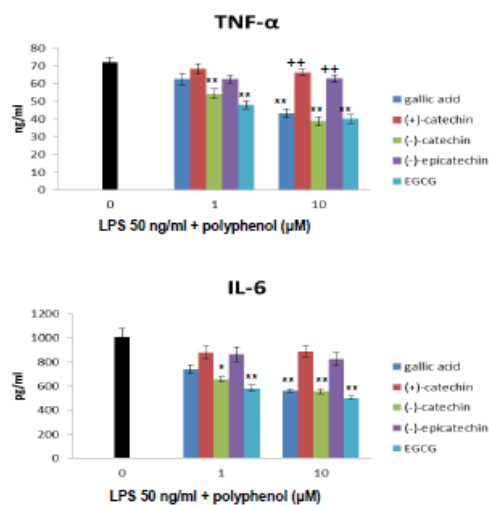 TNF-α
80
70
60
50
40
30
20
10
0
ng/ml
**
**
++
++
**
**
**
0
1
10
LPS 50 ng/ml + polyphenol (µM)
gallic acid
(+)-catechin
(-)-catechin
(-)-epicatechin
EGCG
IL-6
1200
1000
800
600
400
200
0
pg/ml
*
**
**
**
**
0
1
10
LPS 50 ng/ml + polyphenol (µM)
gallic acid
(+)-catechin
(-)-catechin
(-)-epicatechin
EGCG